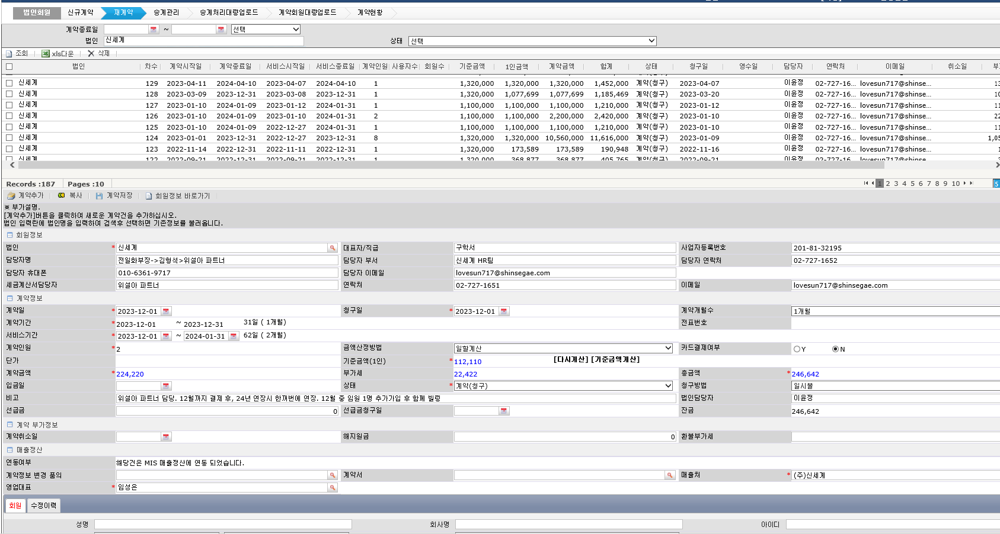 법인회원 신규계약 재계약 승계관리 승계처리대량업로드 계약회원대량업로드 계약현황
계약종료일 ~ 선택
법인 신세계 상태 선택
조회 xls다운 삭제
법인 차수 계약시작일 계약종료일 서비스시작일 서비스종료일 계약인원 사용자수 회원수 기준금액 1인금액 계약금액 합계 상태 청구일 영수일 담당자 연락처 이메일 취소일
신세계 129 2023-04-11 2024-04-10 2023-04-07 2024-04-10 1 1,320,000 1,320,000 1,320,000 1,452,000 계약(청구) 2023-04-07 이윤정 02-727-16... lovesun717@shinse...
신세계 128 2023-03-09 2023-12-31 2023-03-08 2023-12-31 1 1,320,000 1,077,699 1,077,699 1,185,469 계약(청구) 2023-03-20 이윤정 02-727-16... lovesun717@shinse...
신세계 127 2023-01-10 2024-01-09 2023-01-12 2024-01-31 1 1,100,000 1,100,000 1,100,000 1,210,000 계약(청구) 2023-01-12 이윤정 02-727-16... lovesun717@shinse...
신세계 126 2023-01-10 2024-01-09 2023-01-10 2024-01-31 2 1,100,000 1,100,000 2,200,000 2,420,000 계약(청구) 2023-01-10 이윤정 02-727-16... lovesun717@shinse...
신세계 125 2023-01-10 2024-01-09 2022-12-27 2024-01-31 1 1,100,000 1,100,000 1,100,000 1,210,000 계약(청구) 2023-01-10 이윤정 02-727-16... lovesun717@shinse...
신세계 124 2023-01-01 2023-12-31 2022-12-27 2023-12-31 8 1,320,000 1,320,000 10,560,000 11,616,000 계약(청구) 2023-01-09 이윤정 02-727-16... lovesun717@shinse...
신세계 123 2022-11-14 2022-12-31 2022-11-11 2022-12-31 1 1,320,000 173,589 173,589 190,948 계약(청구) 2022-11-16 이윤정 02-727-16... lovesun717@shinse...
신세계 122 2022-09-21 2022-12-31 2022-09-21 2022-12-31 1 1,320,000 368,877 368,877 405,765 계약(청구) 2022-09-21 이윤정 02-727-16... lovesun717@shinse...
Records :187 Pages :10 1 2 3 4 5 6 7 8 9 10 5
계약추가 복사 계약저장 회원정보 바로가기
※ 부가설명.
[계약추가]버튼을 클릭하여 새로운 계약건을 추가하십시오.
법인 입력란에 법인명을 입력하여 검색후 선택하면 기존정보를 불러옵니다.
회원정보
법인 * 신세계 대표자/직급 구학서 사업자등록번호 201-81-32195
담당자명 전일화부장->김형석>위설아 파트너 담당자 부서 신세계 HR팀 담당자 연락처 02-727-1652
담당자 휴대폰 010-6361-9717 담당자 이메일 lovesun717@shinsegae.com
세금계산서담당자 위설아 파트너 연락처 02-727-1651 이메일 lovesun717@shinsegae.com
계약정보
계약일 * 2023-12-01 청구일 * 2023-12-01 계약개월수 1개월
계약기간 * 2023-12-01 ~ 2023-12-31 31일 ( 1개월) 전표번호
서비스기간 * 2023-12-01 ~ 2024-01-31 62일 ( 2개월)
계약인원 * 2 금액산정방법 일할계산 카드결제여부 Y N
단가 기준금액(1인) * 112,110 [다시계산] [기준금액계산]
계약금액 * 224,220 부가세 22,422 총금액 * 246,642
입금일 상태 * 계약(청구) 청구방법 일시불
비고 위설아 파트너 담당. 12월까지 결제 후, 24년 연장시 한꺼번에 연장. 12월 중 임원 1명 추가가입 후 함께 빌링 법인담당자 이윤정
선급금 0 선급금청구일 잔금 246,642
계약 부가정보
계약취소일 해지원금 0 환불부가세
매출정산
연동여부 해당건은 MIS 매출정산에 연동 되었습니다.
계약정보 변경 품의 계약서 매출처 * (주)신세계
영업대표 * 임성은
회원 수정이력
성명 회사명 아이디